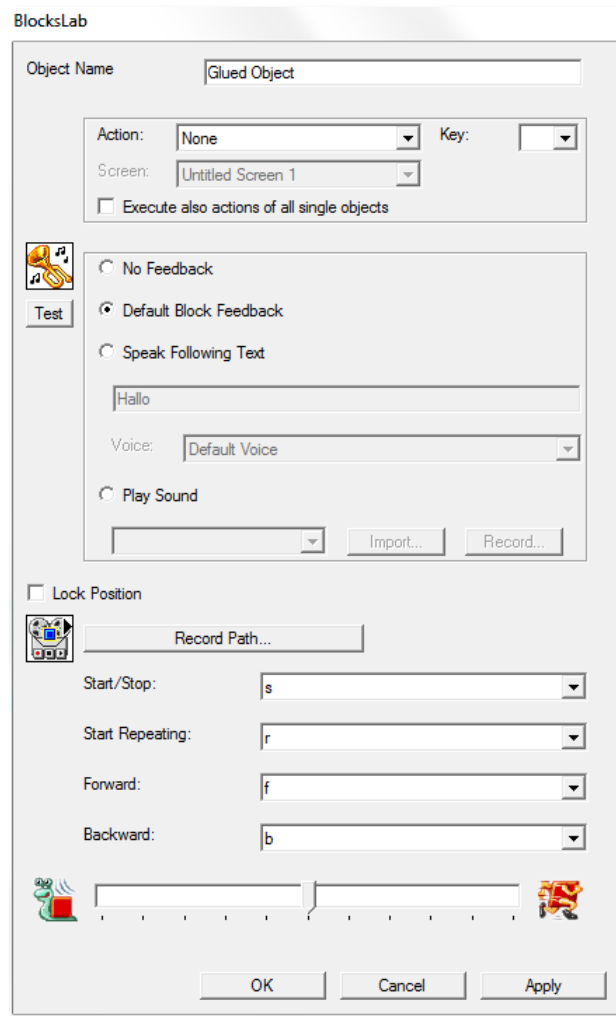 BlocksLab
Object Name Glued Object
Action: None Key:
Screen: Untitled Screen 1
Execute also actions of all single objects
No Feedback
Test Default Block Feedback
Speak Following Text
Hallo
Voice: Default Voice
Play Sound
Import... Record...
Lock Position
Record Path...
Start/Stop: s
Start Repeating: r
Forward: f
Backward: b
OK Cancel Apply